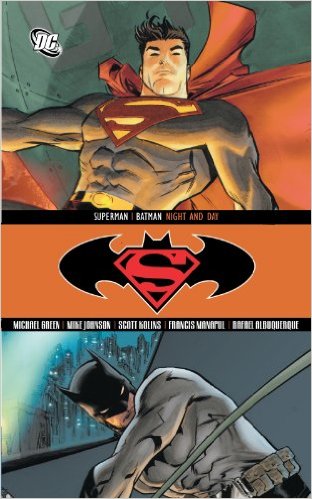 DC
SUPERMAN | BATMAN NIGHT AND DAY
S
MICHAEL GREEN | MIKE JOHNSON | SCOTT KOLINS | FRANCIS MANAPUL | RAFAEL ALBUQUERQUE